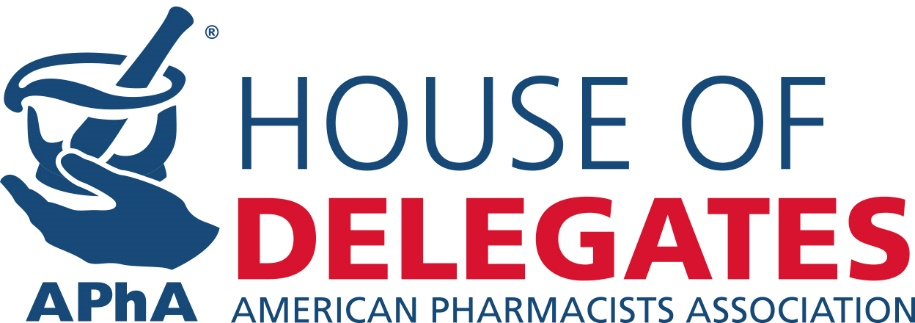 ®
HOUSE OF
DELEGATES
APhA
AMERICAN PHARMACISTS ASSOCIATION